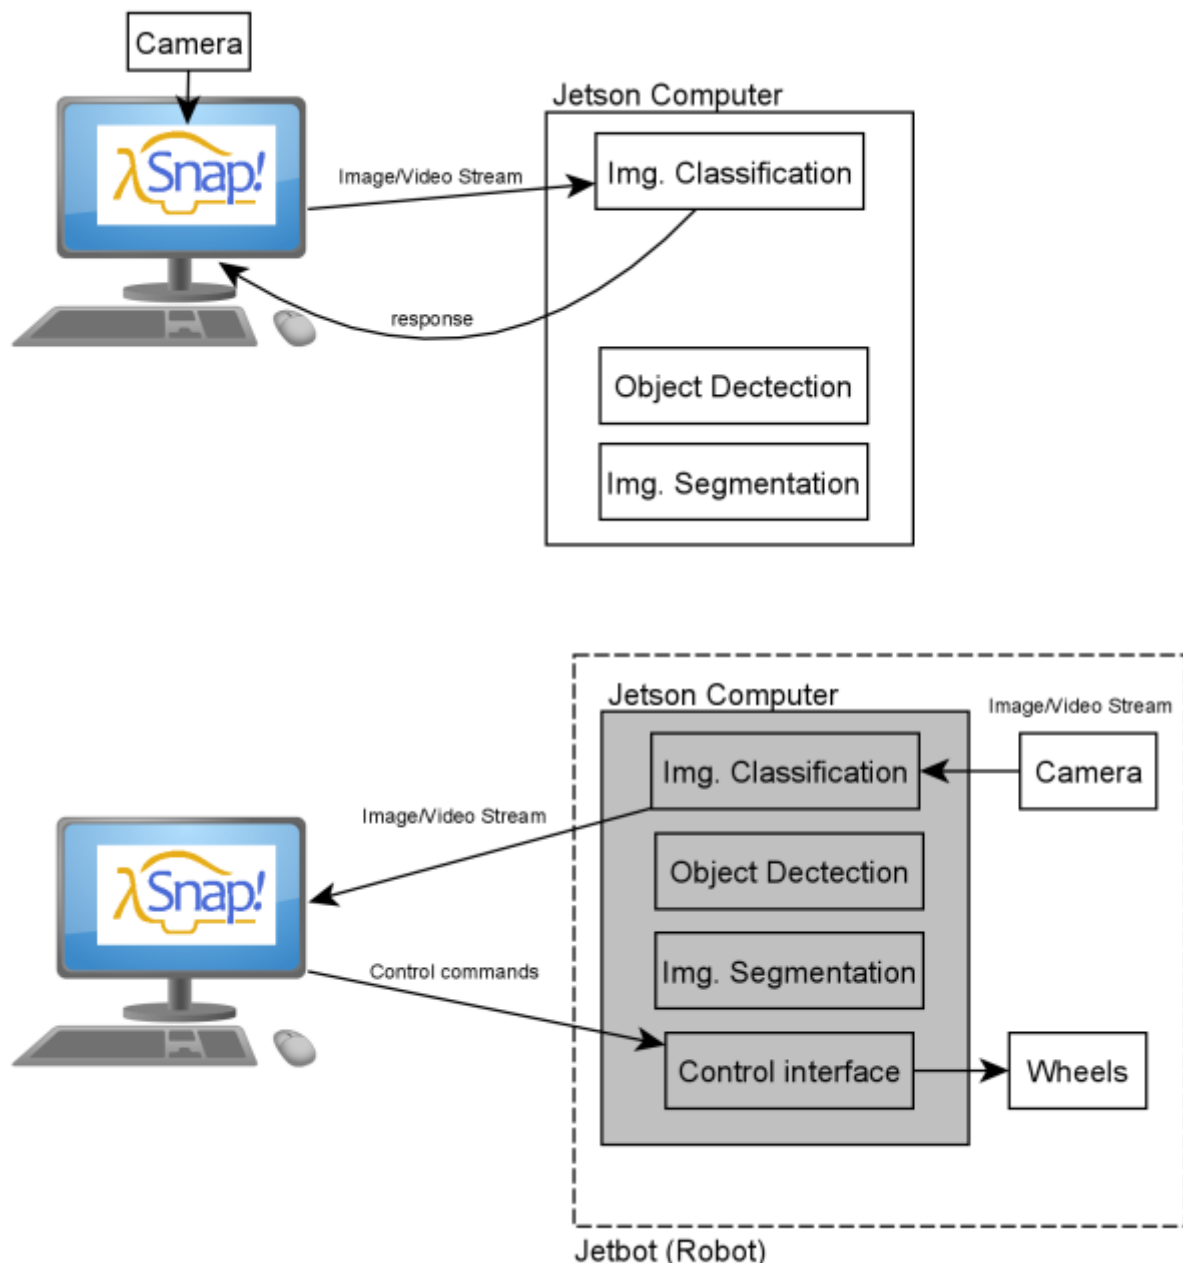 Camera
Jetson Computer
λSnap!
Image/Video Stream
Img. Classification
response
Object Dectection
Img. Segmentation
Jetson Computer
Image/Video Stream
Img. Classification
Camera
Image/Video Stream
Object Dectection
λSnap!
Control commands
Img. Segmentation
Control interface
Wheels
Jetbot (Robot)